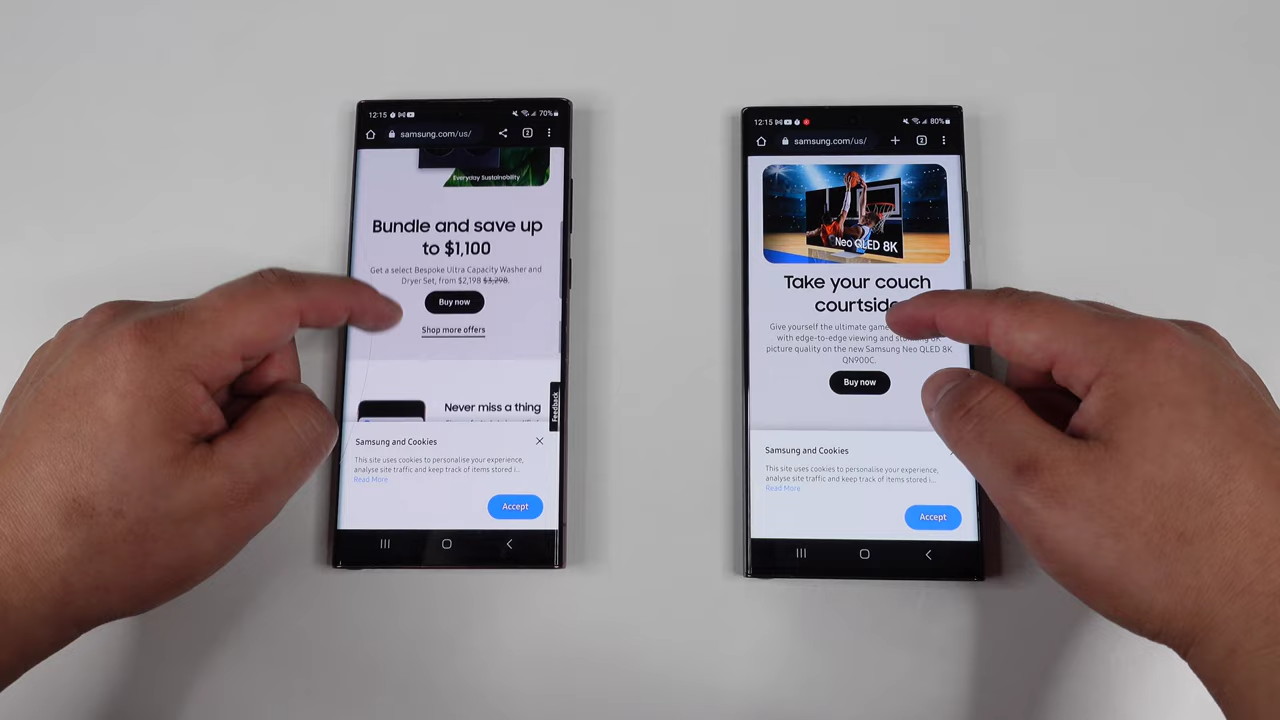 12:15
70%
samsung.com/us/
2
Everyday Sustainability
Bundle and save up
to $1,100
Get a select Bespoke Ultra Capacity Washer and
Dryer Set, from $2,198 $3,298.
Buy now
Shop more offers
Never miss a thing
Feedback
Samsung and Cookies
This site uses cookies to personalise your experience,
analyse site traffic and keep track of items stored i...
Read More
Accept
12:15
80%
samsung.com/us/
2
Neo QLED 8K
Take your couch
courtside
Give yourself the ultimate game
with edge-to-edge viewing and
picture quality on the new Samsung Neo QLED 8K
QN900C.
Buy now
Samsung and Cookies
This site uses cookies to personalise your experience,
analyse site traffic and keep track of items stored i...
Read More
Accept